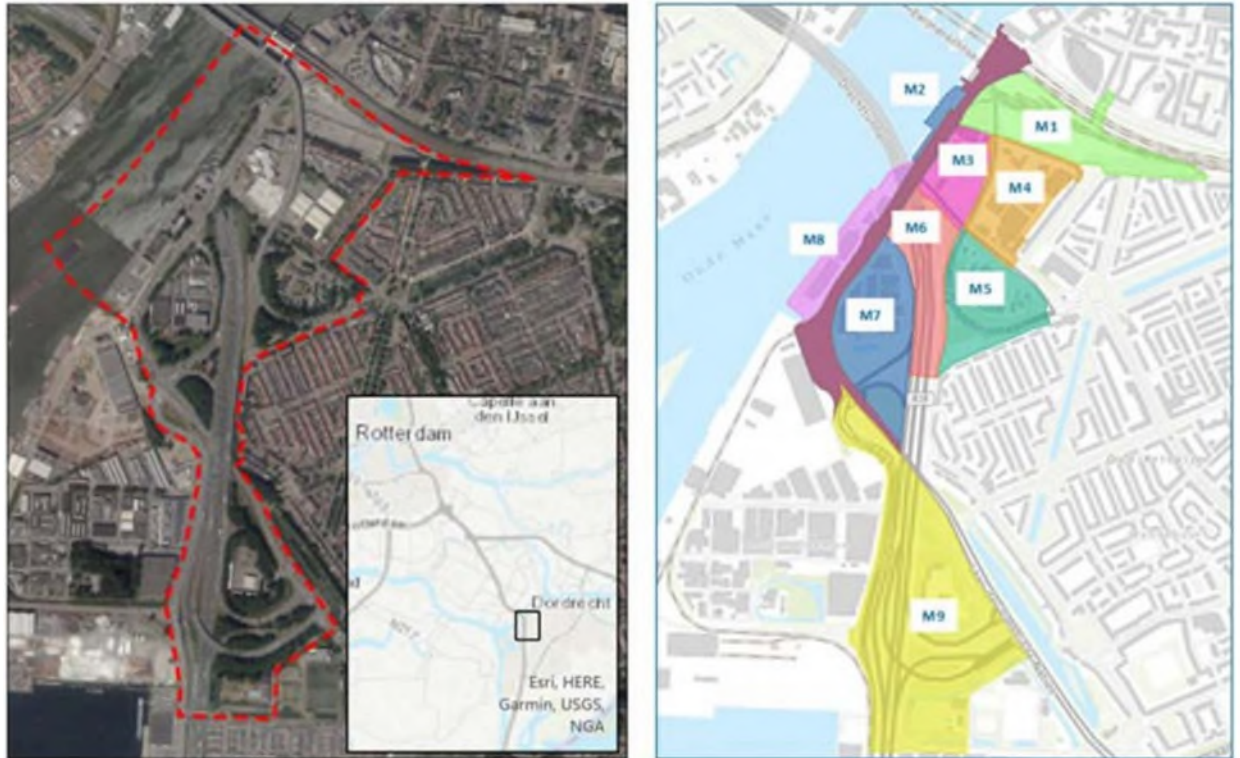 Capelle aan
den IJssel
Rotterdam
Dordrecht
N217
Esri, HERE,
Garmin, USGS,
NGA
M2
M1
M3
M4
M6
M8
M5
M7
Oude Maas
M9